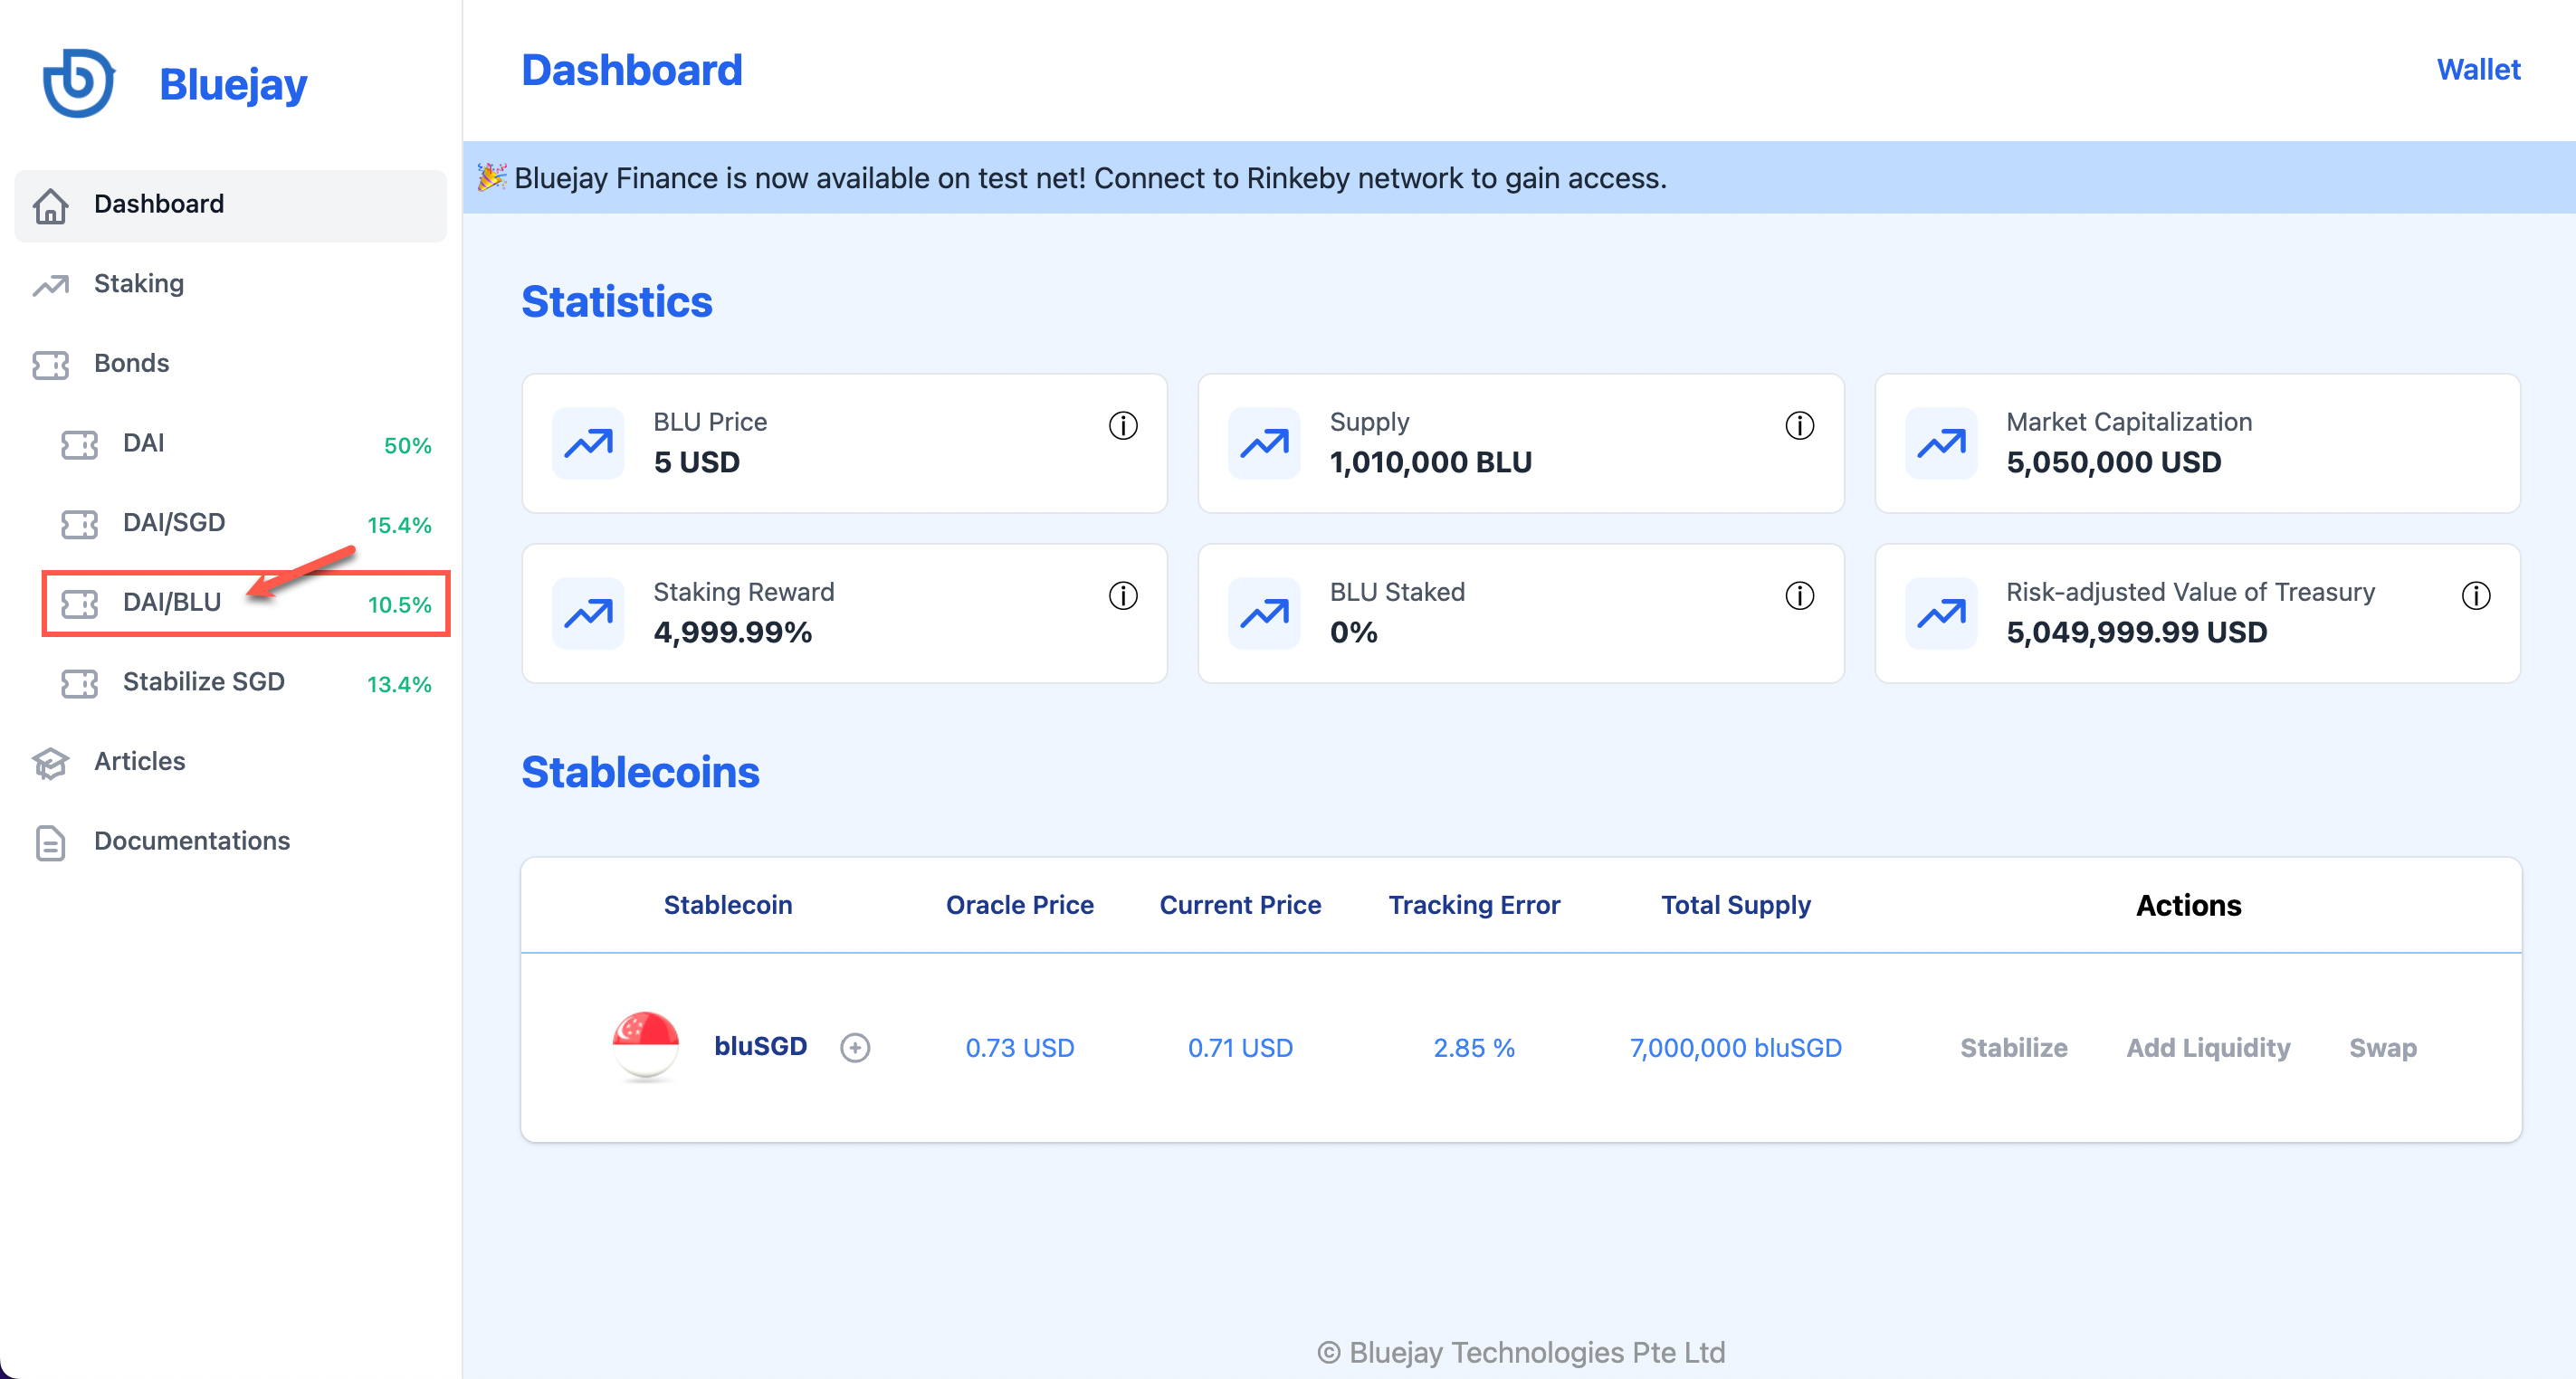 Bluejay
Dashboard
Staking
Bonds
DAI 50%
DAI/SGD 15.4%
DAI/BLU 10.5%
Stabilize SGD 13.4%
Articles
Documentations
Dashboard
Wallet
🎉 Bluejay Finance is now available on test net! Connect to Rinkeby network to gain access.
Statistics
BLU Price
5 USD
Supply
1,010,000 BLU
Market Capitalization
5,050,000 USD
Staking Reward
4,999.99%
BLU Staked
0%
Risk-adjusted Value of Treasury
5,049,999.99 USD
Stablecoins
Stablecoin Oracle Price Current Price Tracking Error Total Supply Actions
bluSGD 0.73 USD 0.71 USD 2.85 % 7,000,000 bluSGD Stabilize Add Liquidity Swap
© Bluejay Technologies Pte Ltd